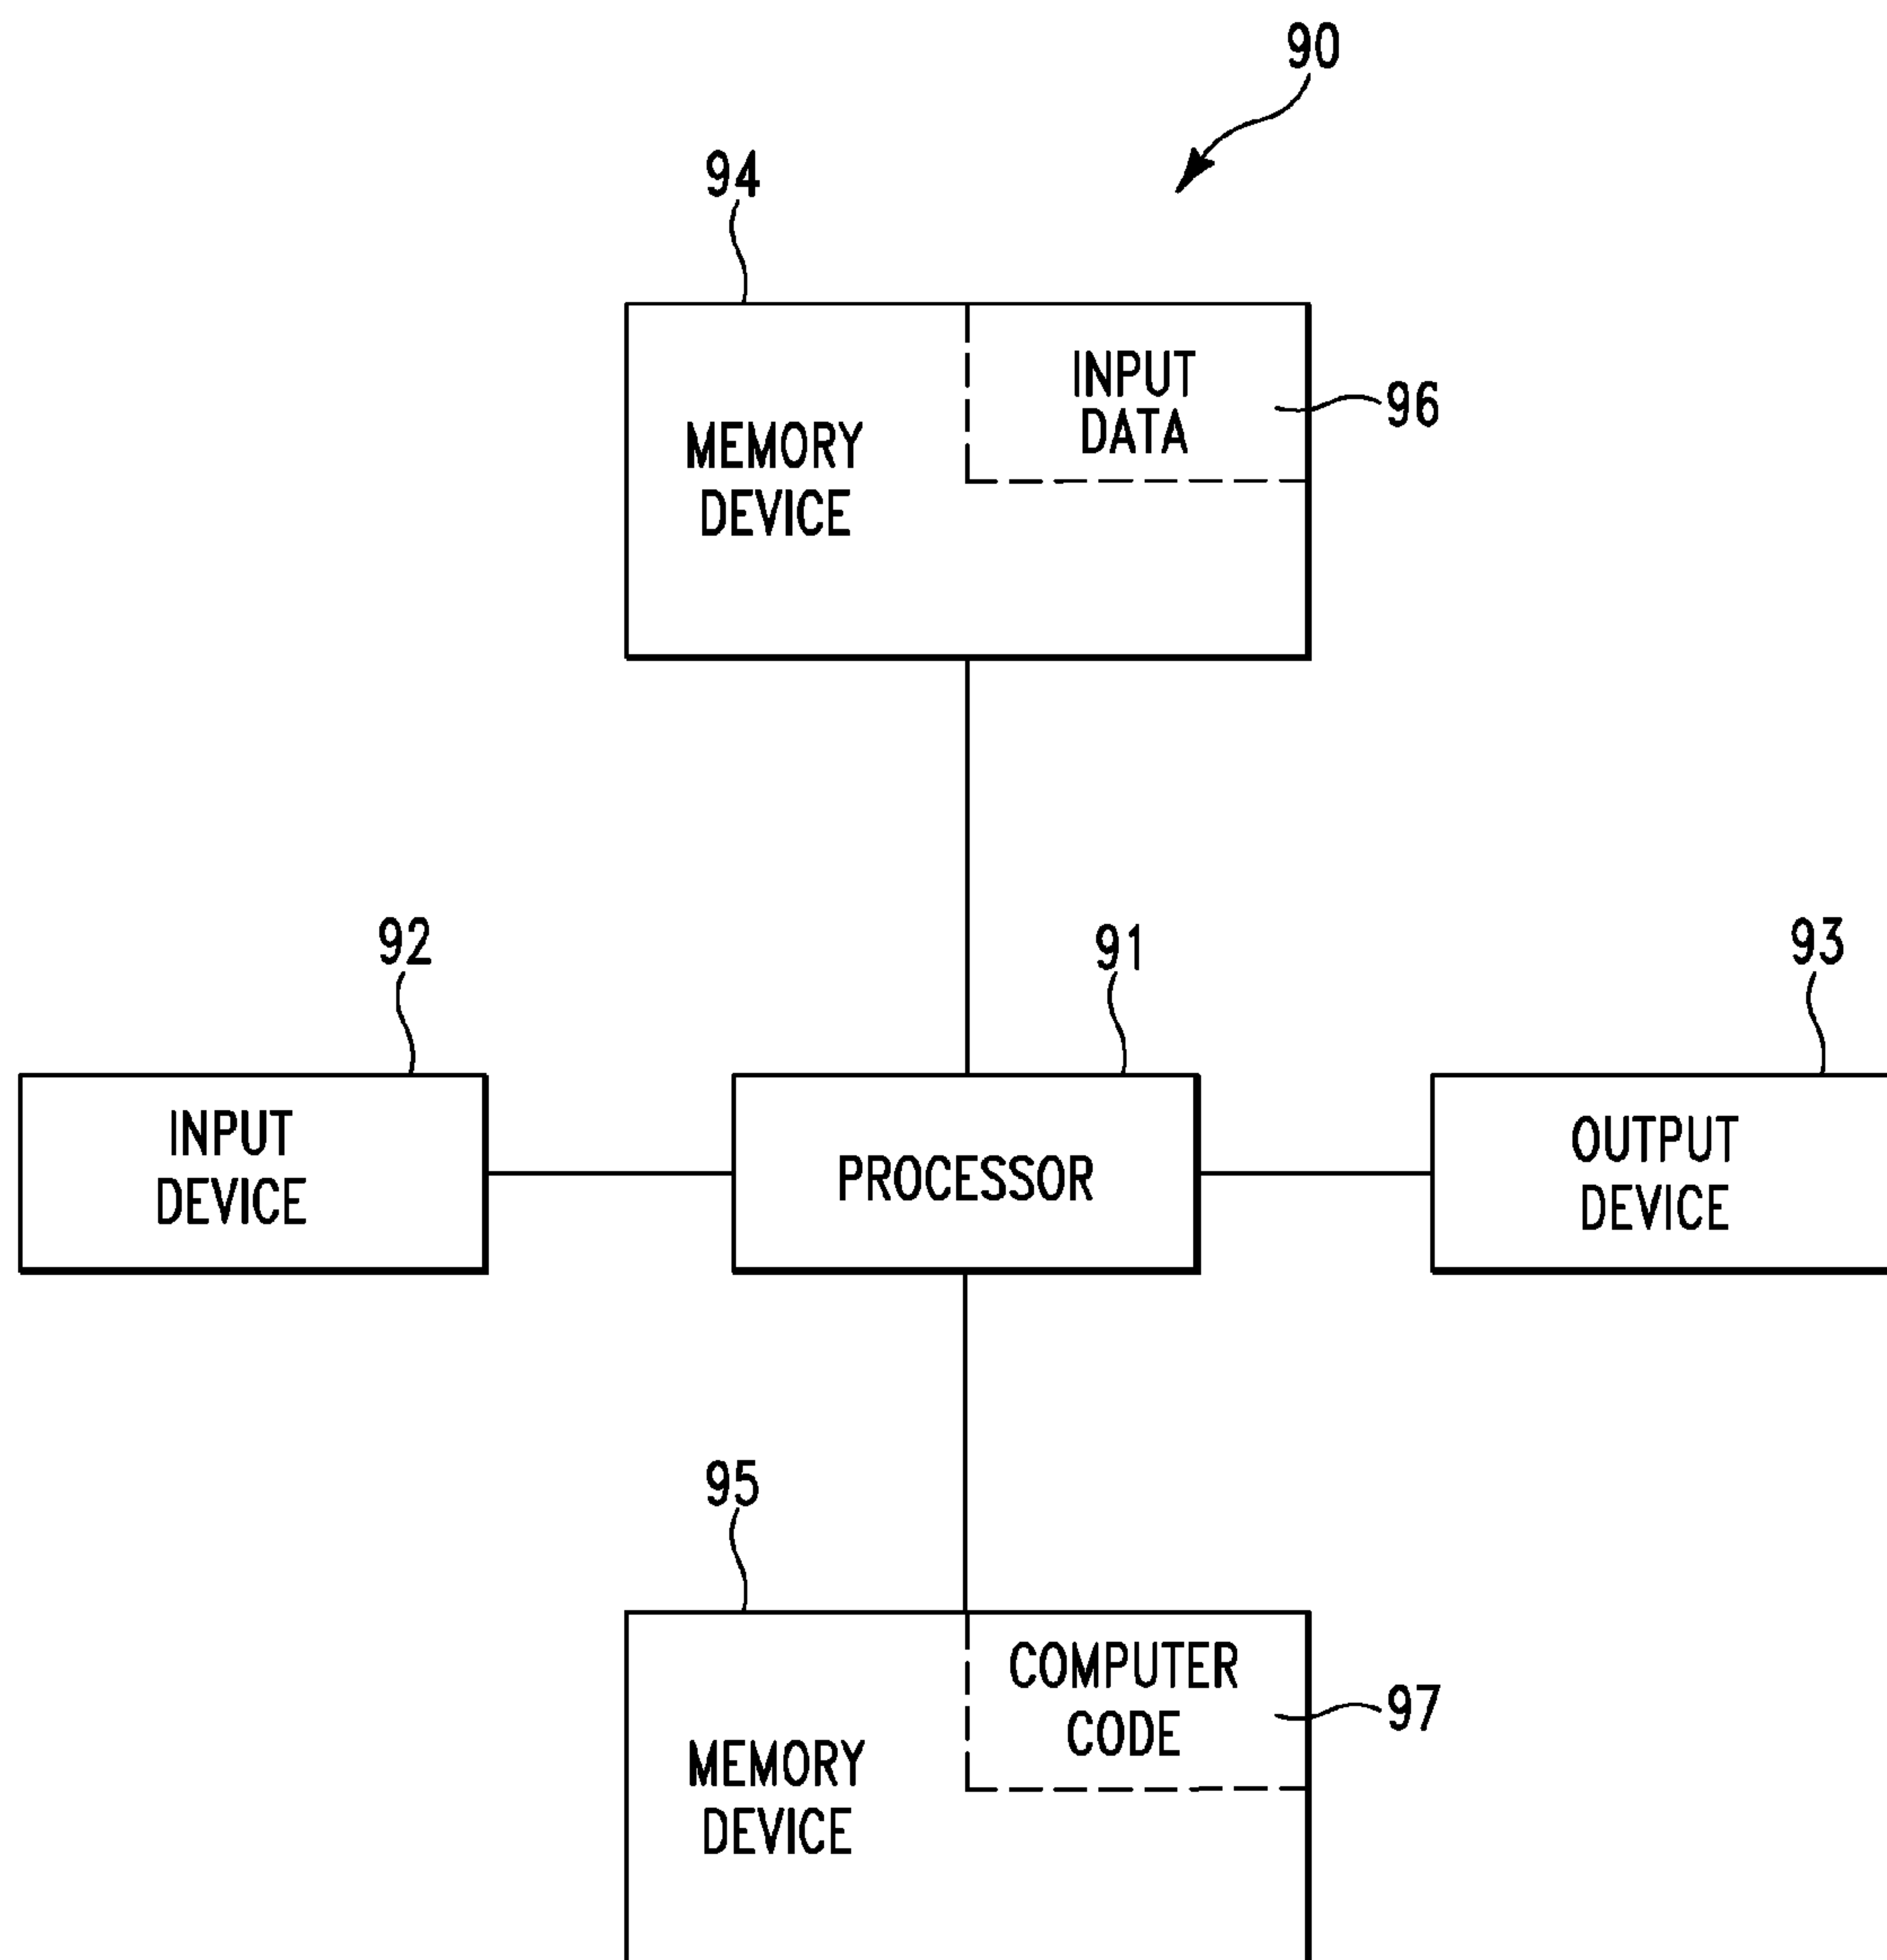 90
94
INPUT
DATA
96
MEMORY
DEVICE
92
91
93
INPUT
DEVICE
PROCESSOR
OUTPUT
DEVICE
95
COMPUTER
CODE
97
MEMORY
DEVICE